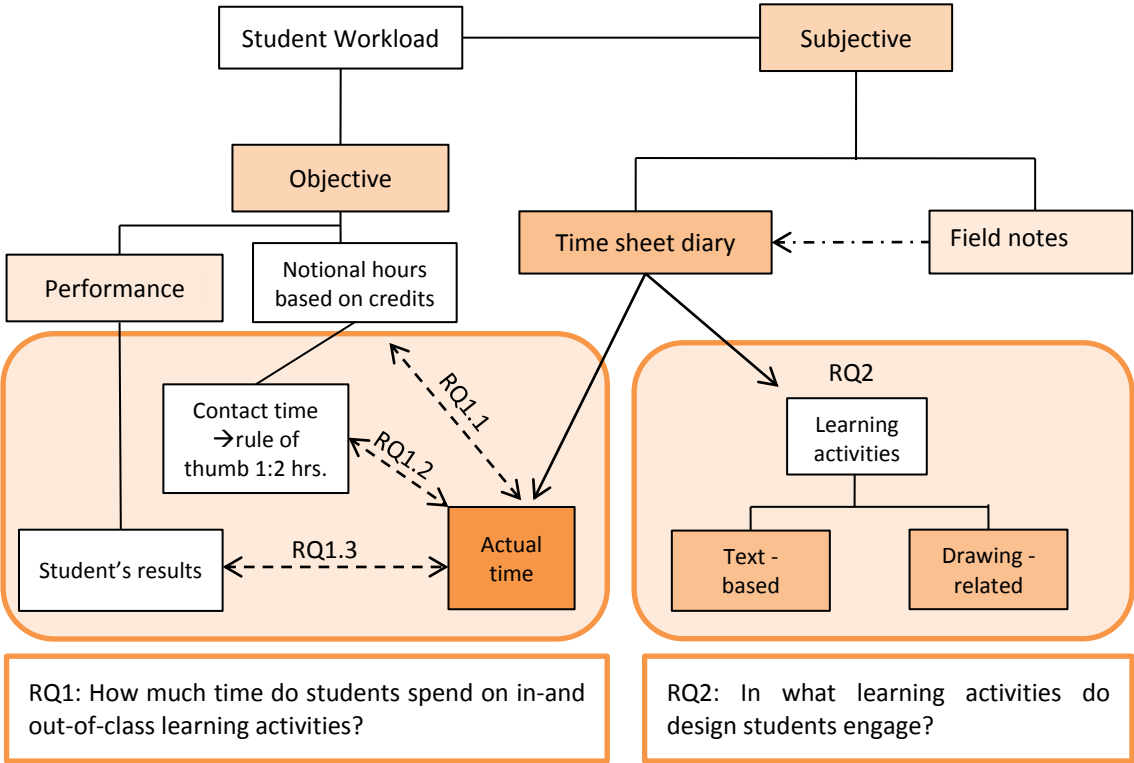 Student Workload
Subjective
Objective
Time sheet diary
Field notes
Performance
Notional hours
based on credits
RQ1.1
RQ2
Contact time
→rule of
thumb 1:2 hrs.
RQ1.2
Learning
activities
Student’s results
RQ1.3
Actual
time
Text -
based
Drawing -
related
RQ1: How much time do students spend on in-and
out-of-class learning activities?
RQ2: In what learning activities do
design students engage?